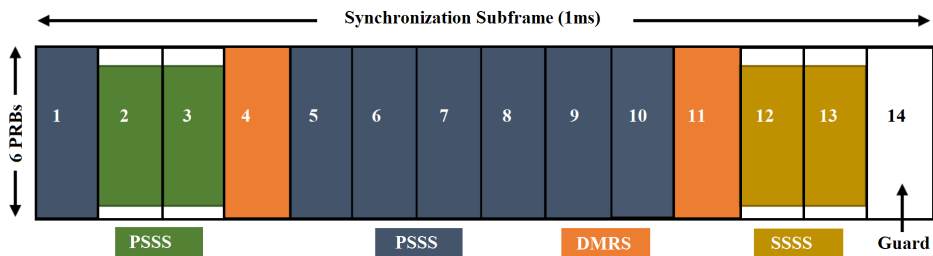 Synchronization Subframe (1ms)
6 PRBs
1 2 3 4 5 6 7 8 9 10 11 12 13 14
PSSS PSSS DMRS SSSS Guard